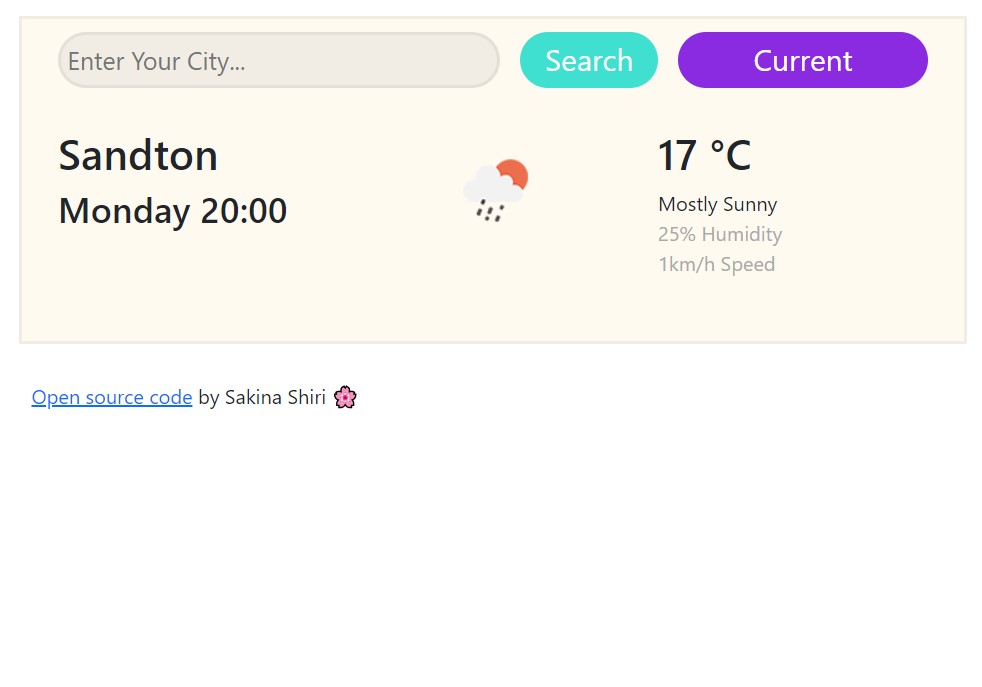 Enter Your City...
Search
Current
Sandton
Monday 20:00
17 °C
Mostly Sunny
25% Humidity
1km/h Speed
Open source code by Sakina Shiri 🌸